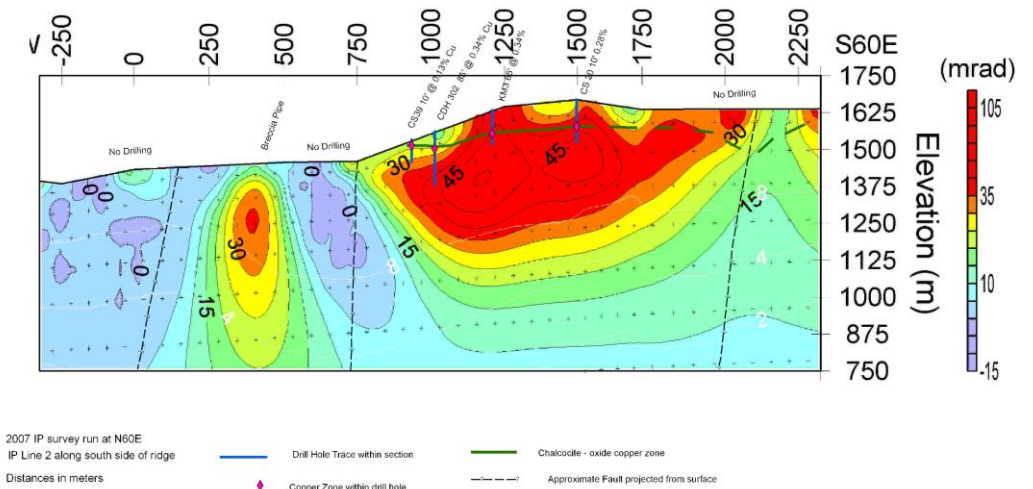 -250 0 250 500 750 1000 1250 1500 1750 2000 2250 S60E
CS39 10' @ 0.13% Cu
CDH 302 85' @ 0.34% Cu
KM3 65' @ 0.34%
CS 20 10' 0.28%
No Drilling
Breccia Pipe
No Drilling
No Drilling
1750
1625
1500
1375
1250
1125
1000
875
750
Elevation (m)
(mrad)
105
35
10
-15
0 0 0 0 0
30 15 4
8 15
30 45 45 30
15 8 4 2
2007 IP survey run at N60E
IP Line 2 along south side of ridge
Distances in meters
Drill Hole Trace within section
Copper Zone within drill hole
Chalcocite - oxide copper zone
Approximate Fault projected from surface